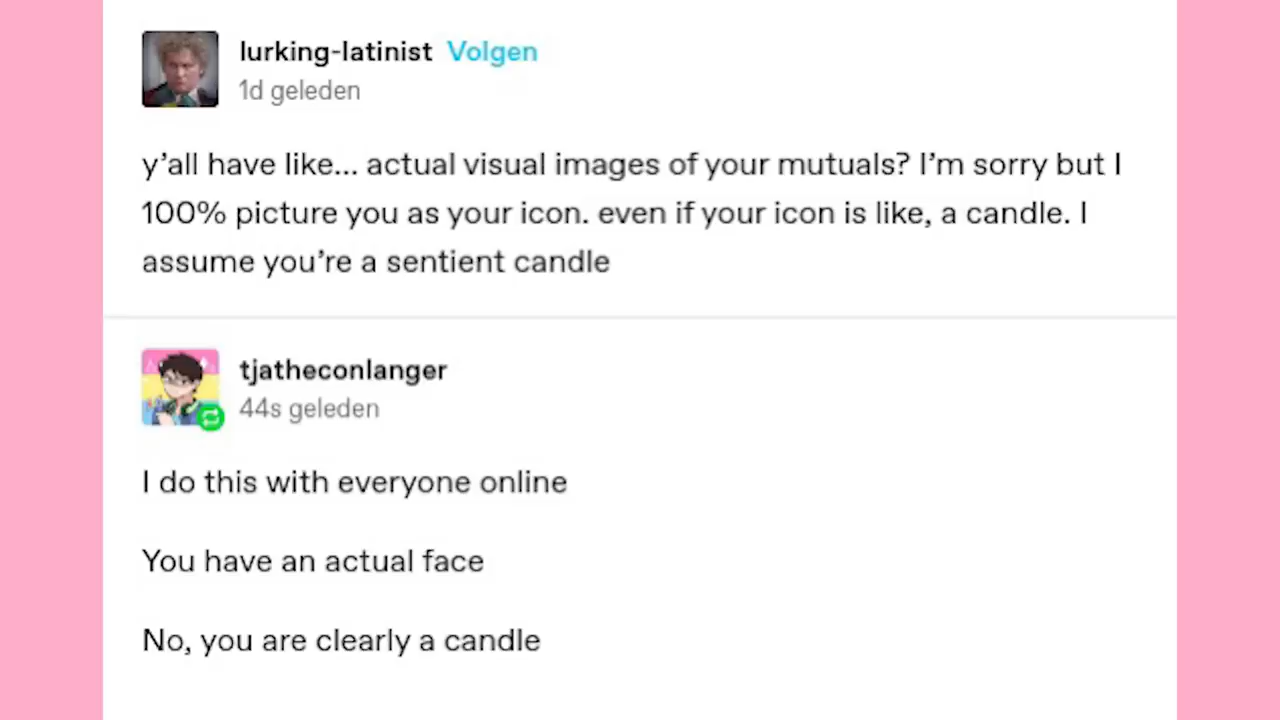 lurking-latinist Volgen
1d geleden
y’all have like... actual visual images of your mutuals? I’m sorry but I
100% picture you as your icon. even if your icon is like, a candle. I
assume you’re a sentient candle
tjatheconlanger
44s geleden
I do this with everyone online
You have an actual face
No, you are clearly a candle